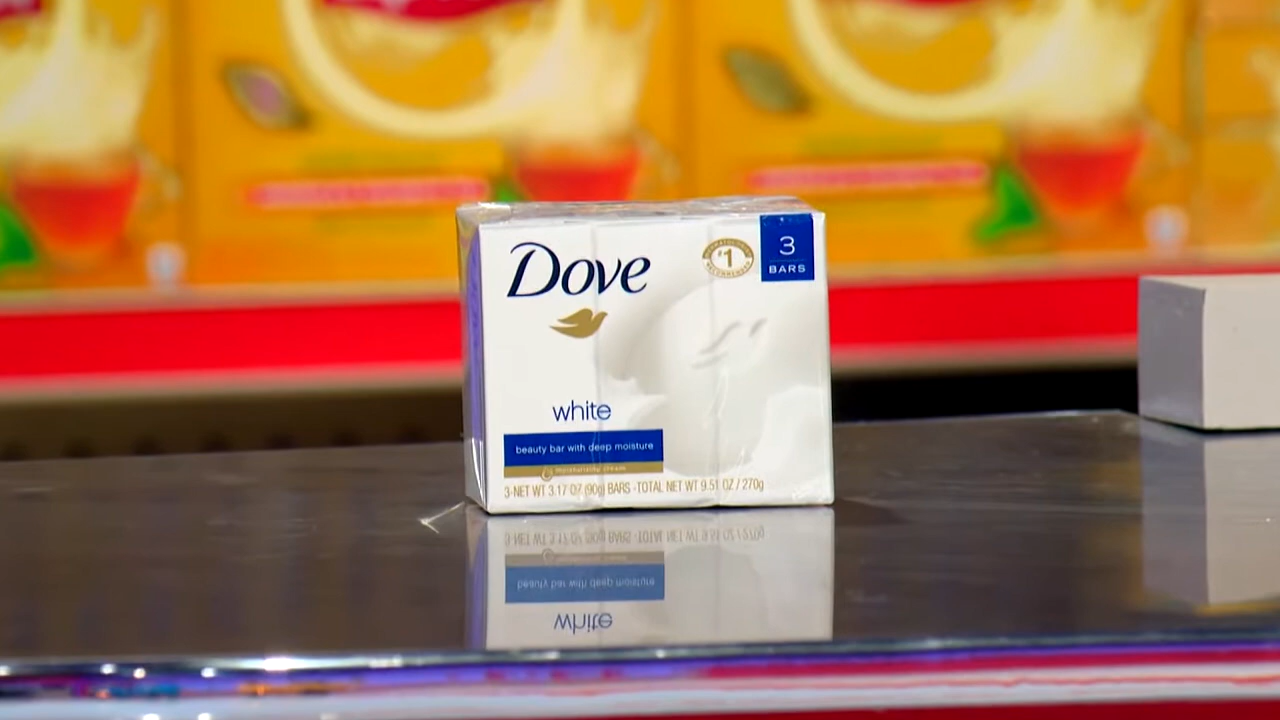 Dove
#1
3
BARS
white
beauty bar with deep moisture
3-NET WT 3.17 OZ (90g) BARS -TOTAL NET WT 9.51 OZ / 270g